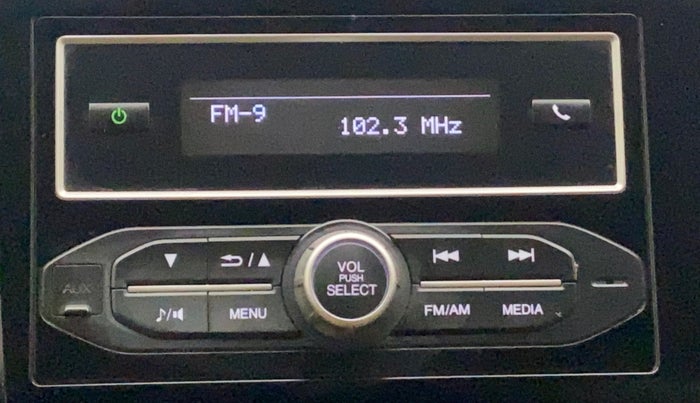 FM-9
102.3 MHz
VOL
PUSH
SELECT
AUX
MENU
FM/AM
MEDIA